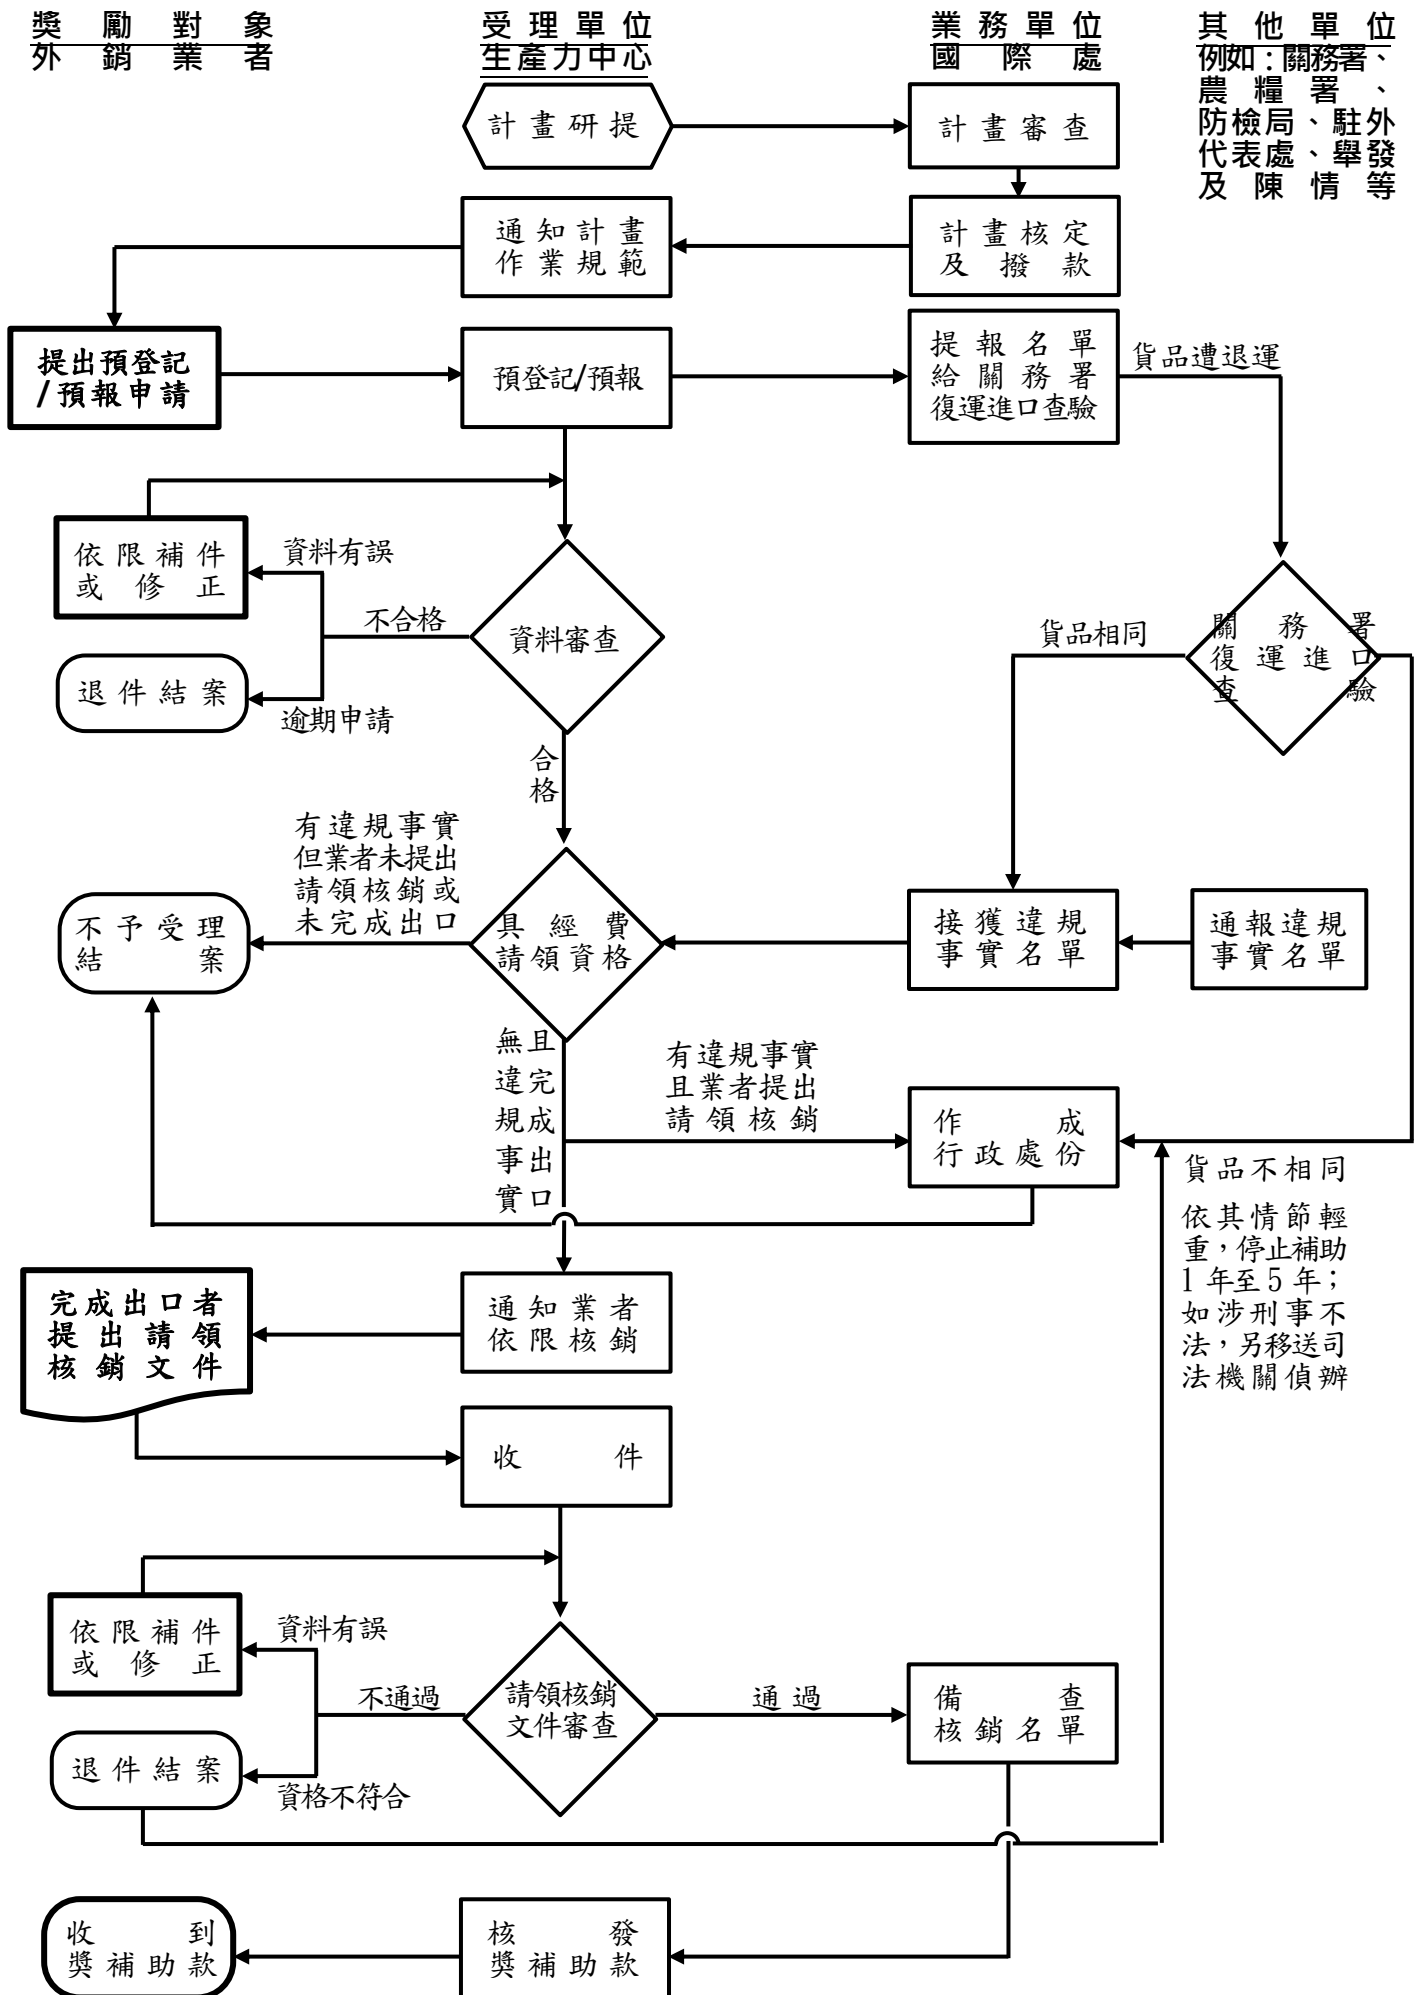 獎勵對象
外銷業者
受理單位
生產力中心
業務單位
國際處
其他單位
例如：關務署、
農糧署、
防檢局、駐外
代表處、舉發
及陳情等
計畫研提
計畫審查
通知計畫
作業規範
計畫核定
及撥款
提出預登記
/預報申請
預登記/預報
提報名單
給關務署
復運進口查驗
貨品遭退運
依限補件
或修正
資料有誤
不合格
資料審查
退件結案
逾期申請
合格
貨品相同
關務署
復運進口
查驗
有違規事實
但業者未提出
請領核銷或
未完成出口
不予受理
結案
具經費
請領資格
接獲違規
事實名單
通報違規
事實名單
無且
違完
規成
事出
實口
有違規事實
且業者提出
請領核銷
作成
行政處份
貨品不相同
依其情節輕
重，停止補助
1年至5年；
如涉刑事不
法，另移送司
法機關偵辦
完成出口者
提出請領
核銷文件
通知業者
依限核銷
收件
依限補件
或修正
資料有誤
不通過
請領核銷
文件審查
通過
備查
核銷名單
退件結案
資格不符合
收到
獎補助款
核發
獎補助款